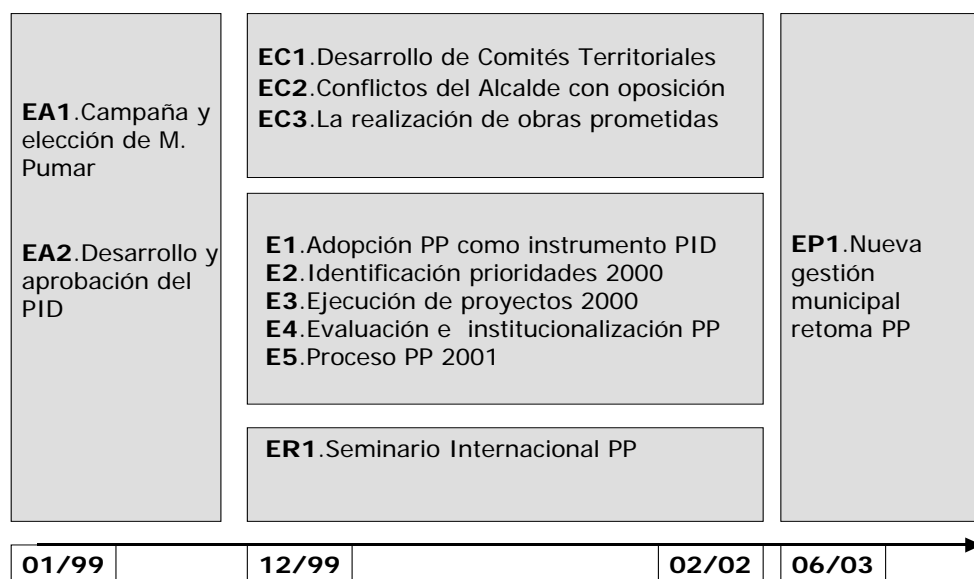 EA1.Campaña y
elección de M.
Pumar
EA2.Desarrollo y
aprobación del
PID
EC1.Desarrollo de Comités Territoriales
EC2.Conflictos del Alcalde con oposición
EC3.La realización de obras prometidas
E1.Adopción PP como instrumento PID
E2.Identificación prioridades 2000
E3.Ejecución de proyectos 2000
E4.Evaluación e institucionalización PP
E5.Proceso PP 2001
ER1.Seminario Internacional PP
EP1.Nueva
gestión
municipal
retoma PP
01/99
12/99
02/02
06/03